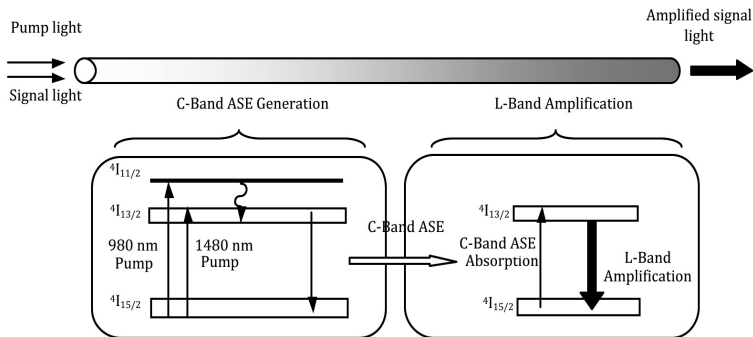 Pump light
Signal light
Amplified signal
light
C-Band ASE Generation
L-Band Amplification
⁴I₁₁/₂
⁴I₁₃/₂
980 nm
Pump
1480 nm
Pump
⁴I₁₅/₂
C-Band ASE
⁴I₁₃/₂
C-Band ASE
Absorption
L-Band
Amplification
⁴I₁₅/₂